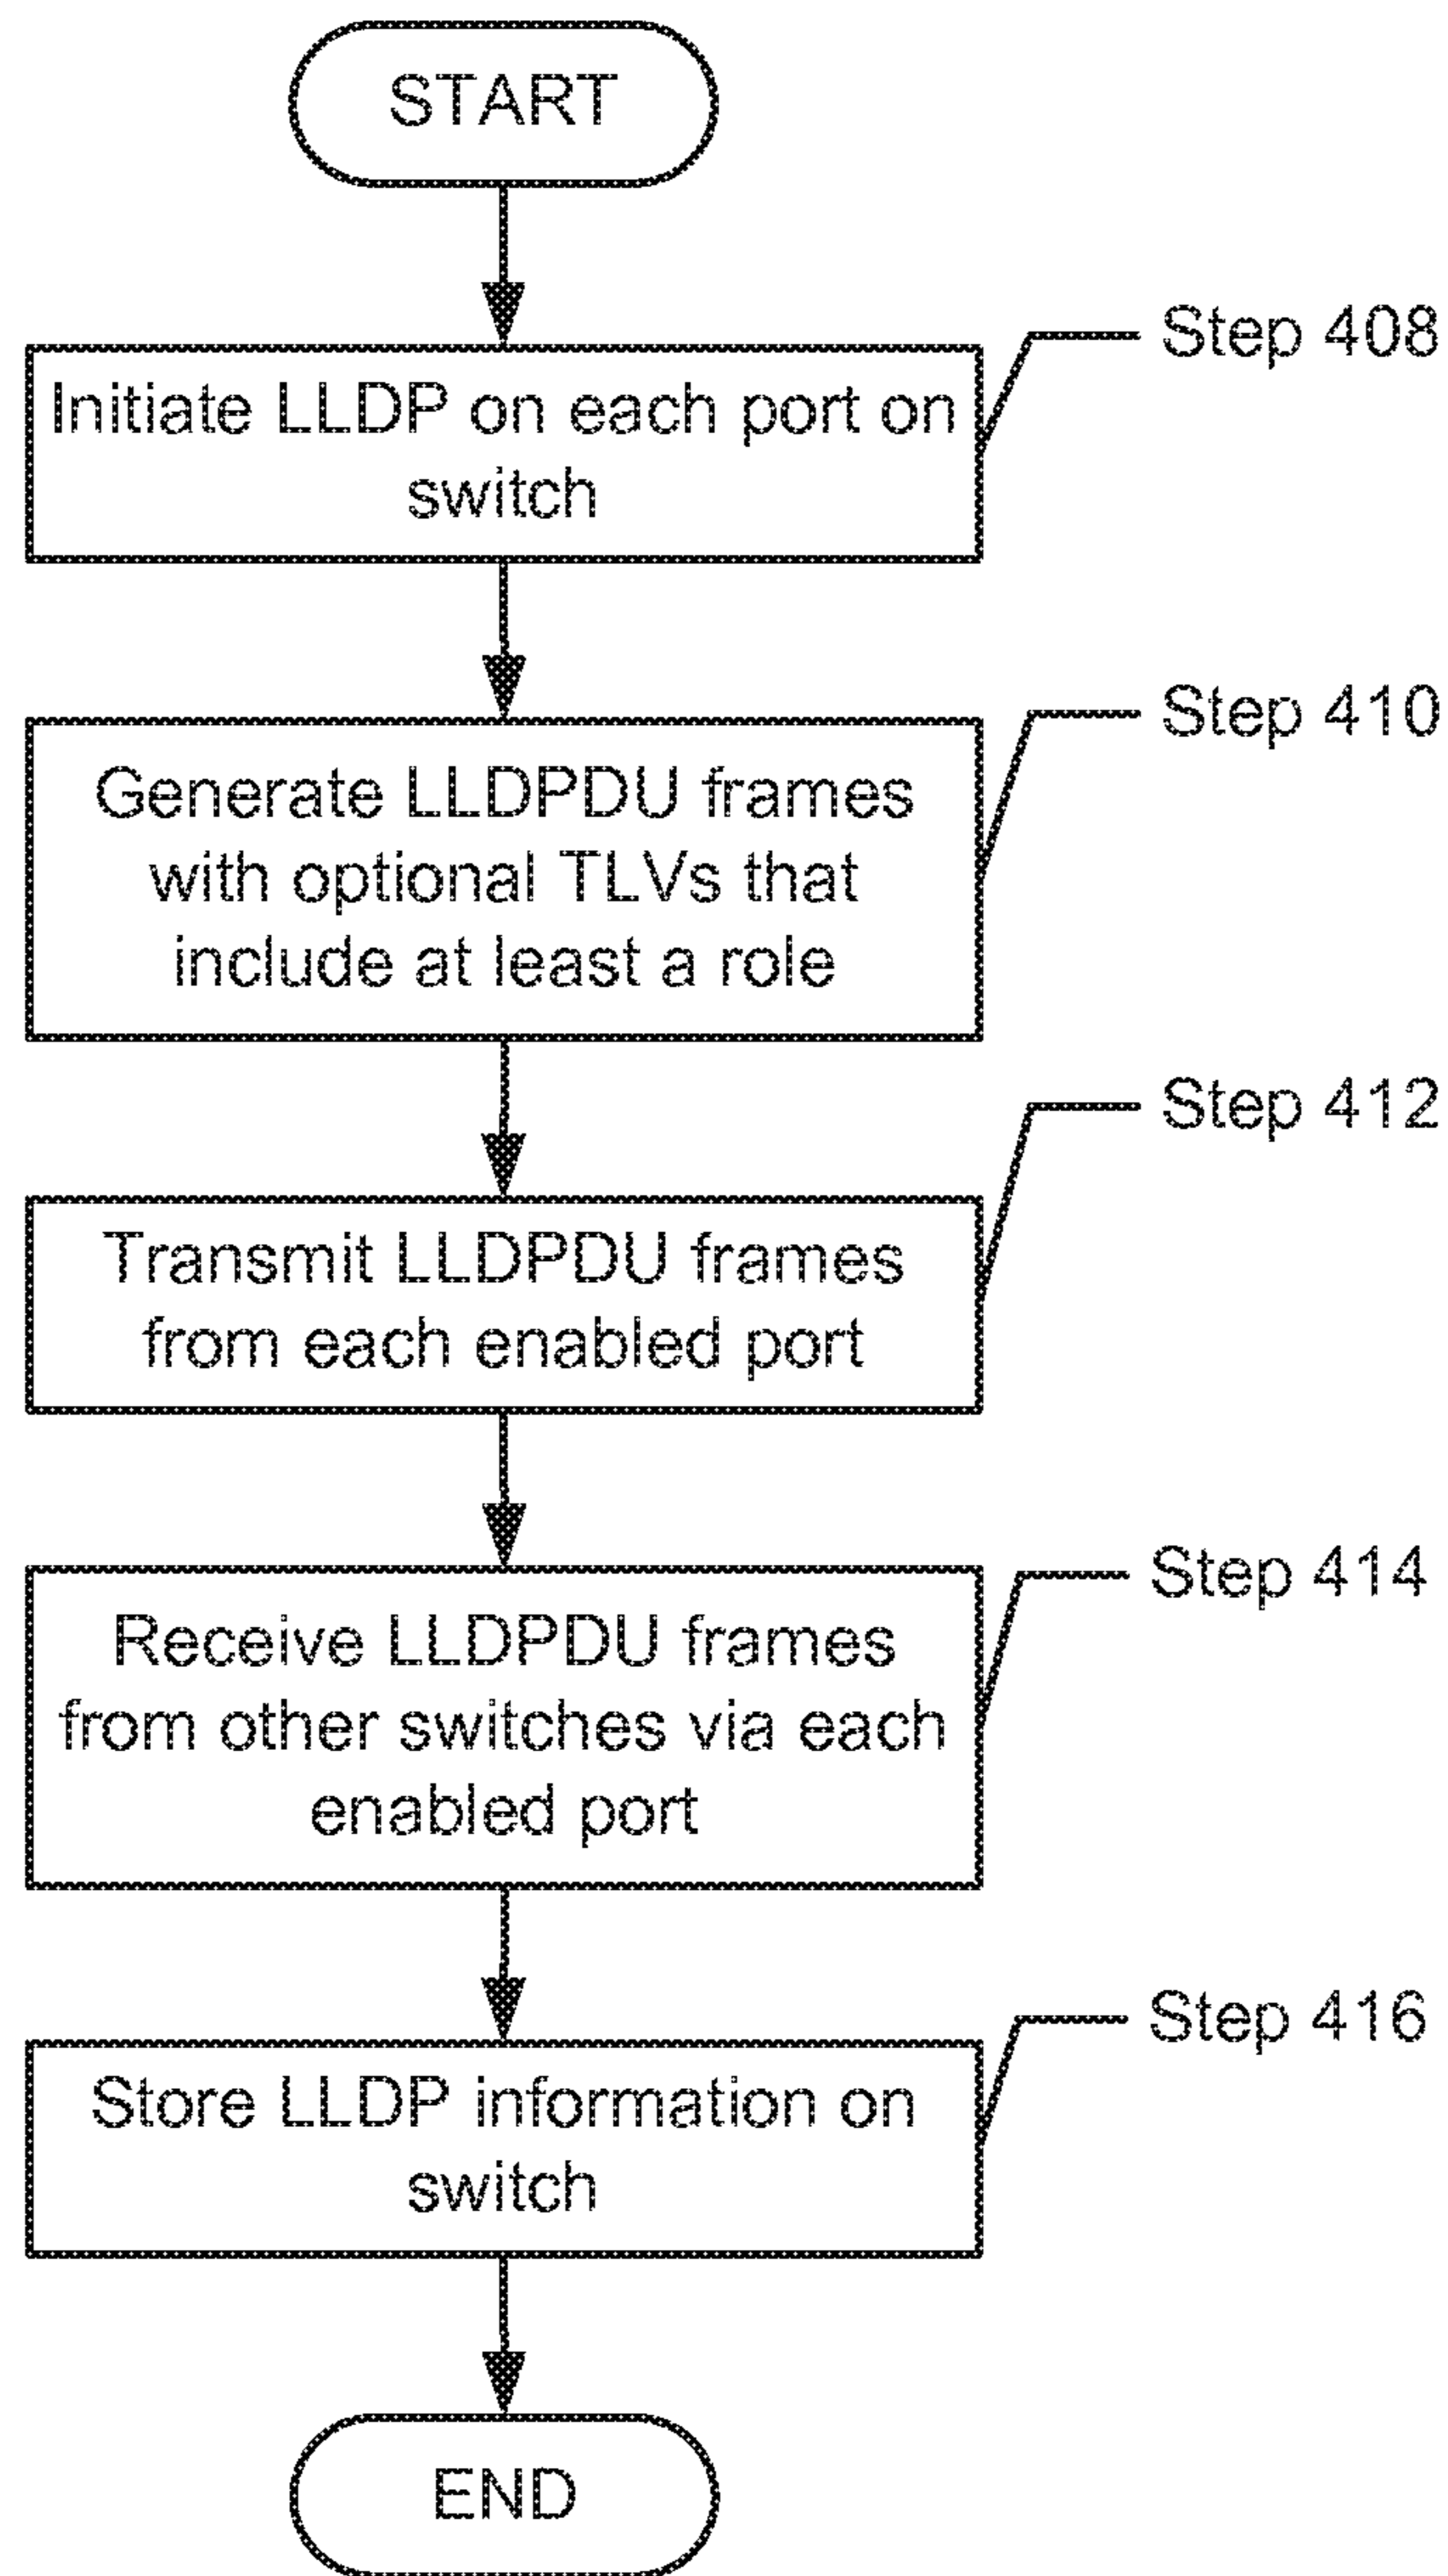 START
Step 408
Initiate LLDP on each port on
switch
Step 410
Generate LLDPDU frames
with optional TLVs that
include at least a role
Step 412
Transmit LLDPDU frames
from each enabled port
Step 414
Receive LLDPDU frames
from other switches via each
enabled port
Step 416
Store LLDP information on
switch
END